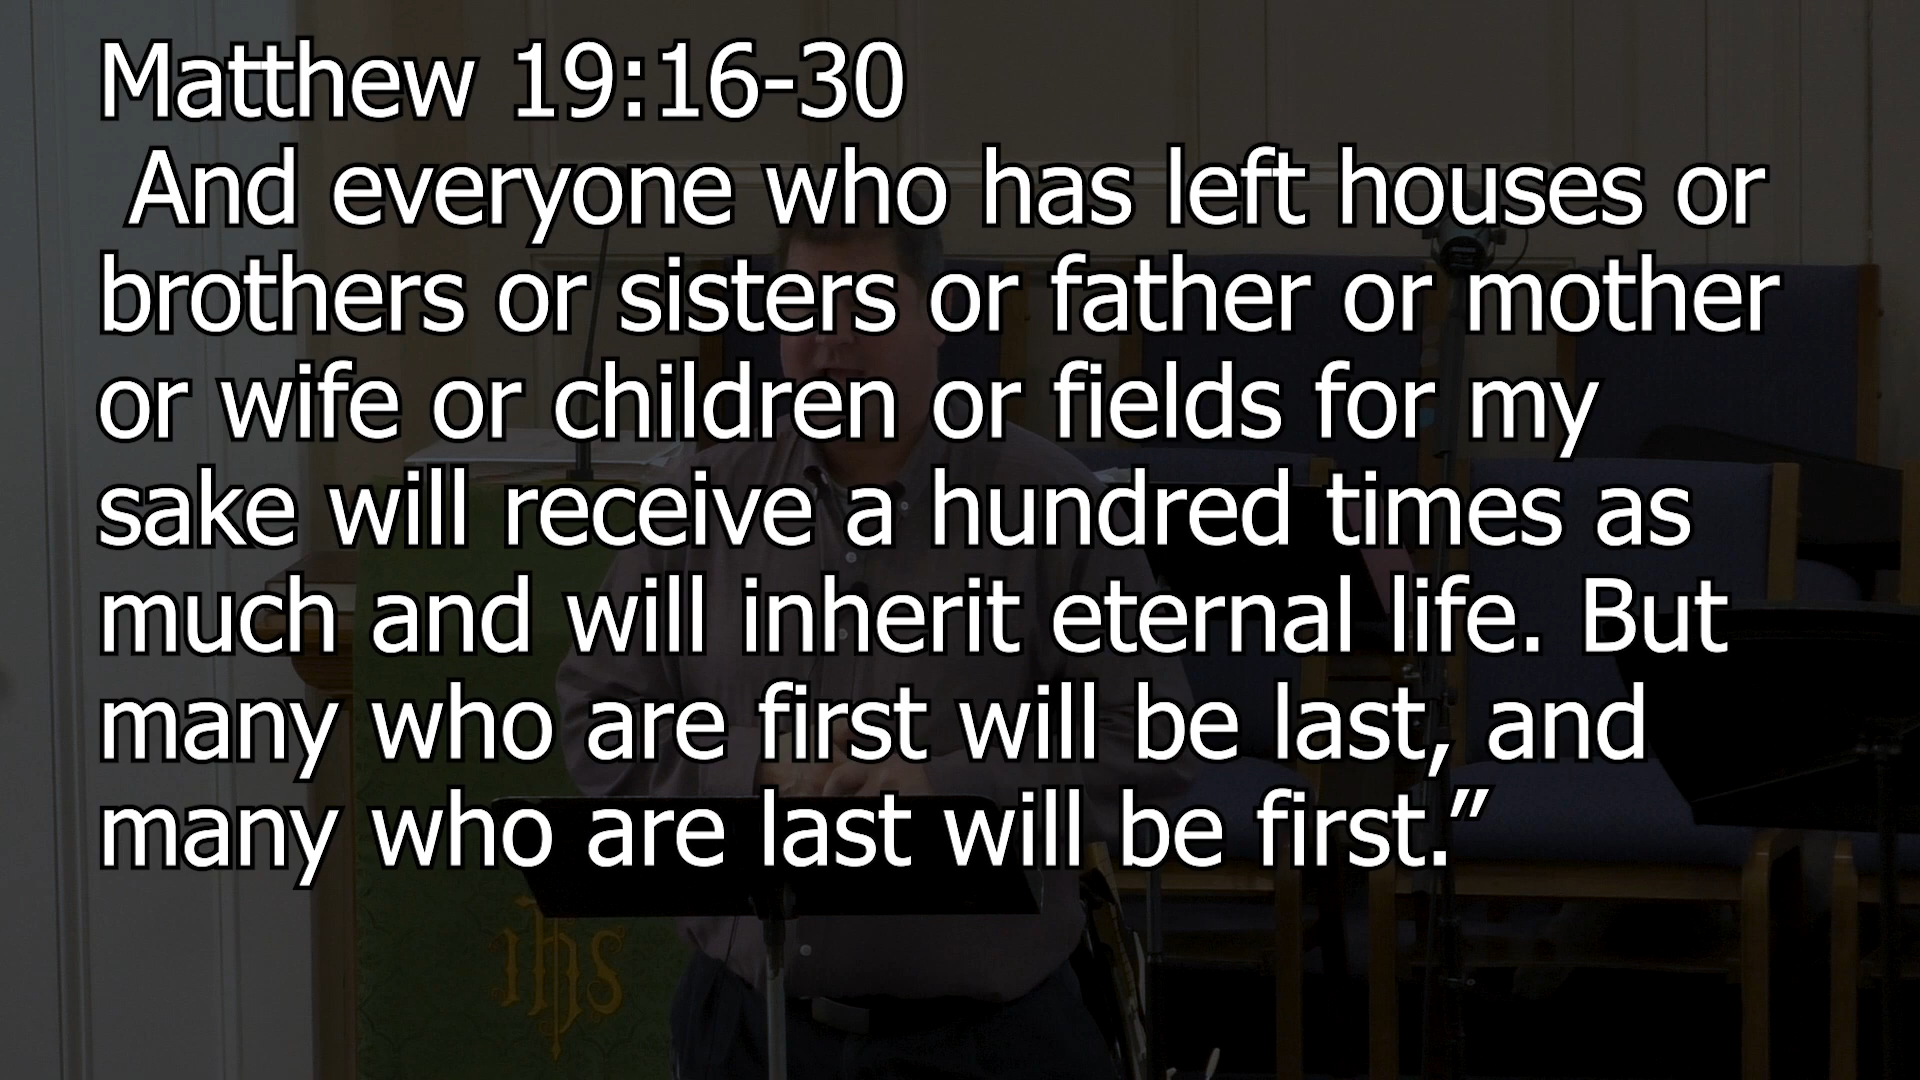 Matthew 19:16-30
And everyone who has left houses or
brothers or sisters or father or mother
or wife or children or fields for my
sake will receive a hundred times as
much and will inherit eternal life. But
many who are first will be last, and
many who are last will be first.”
ihs